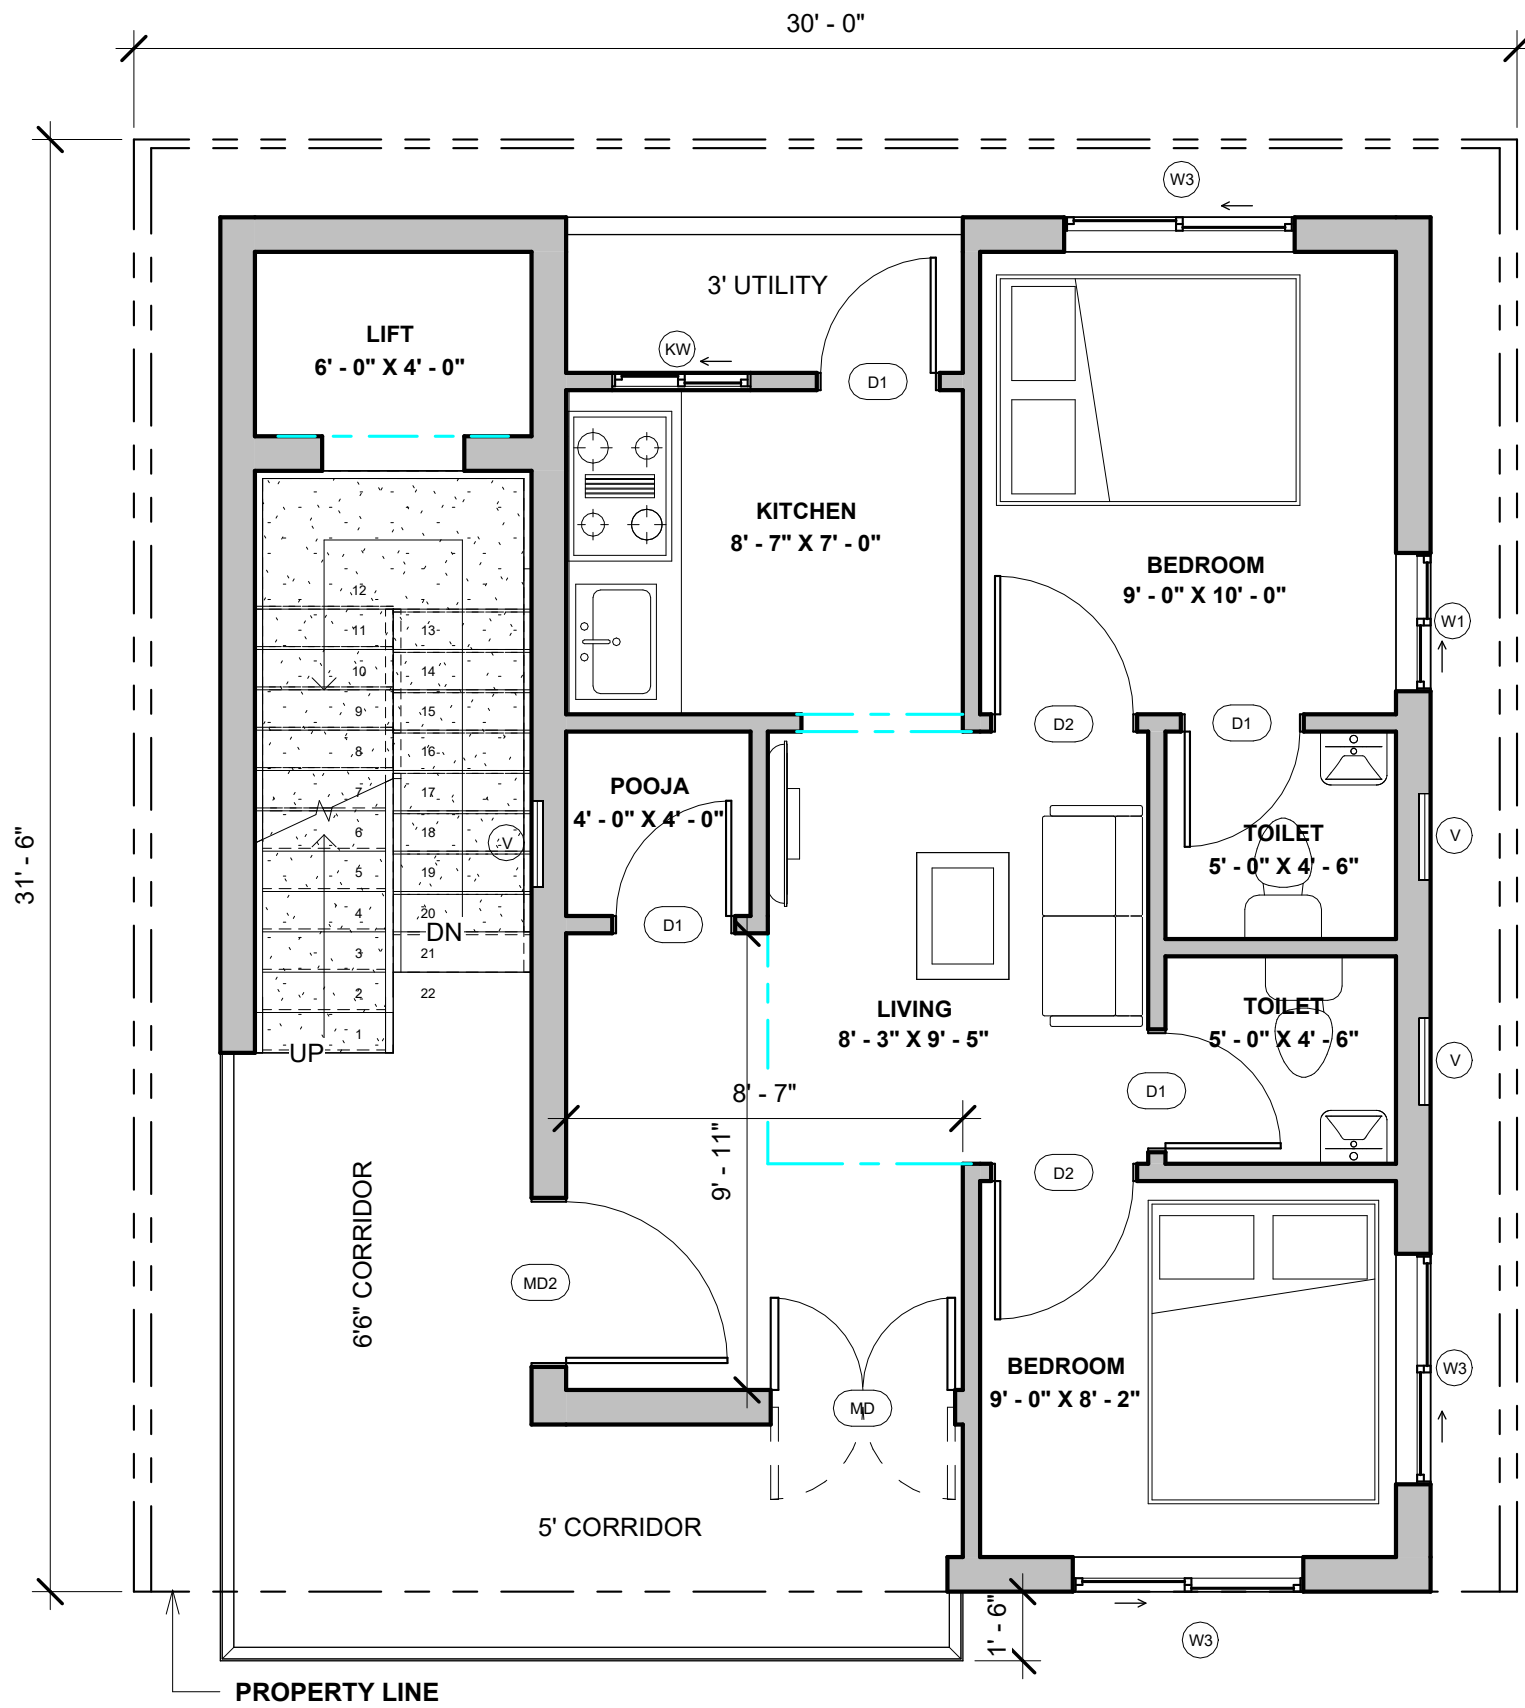 30' - 0"
W3
3' UTILITY
LIFT
6' - 0" X 4' - 0"
KW
D1
KITCHEN
8' - 7" X 7' - 0"
BEDROOM
9' - 0" X 10' - 0"
W1
12
11
13
10
14
9
15
8
16
7
17
6
18
5
19
4
20
DN
3
21
2
22
1
UP
D2
D1
POOJA
4' - 0" X 4' - 0"
V
TOILET
5' - 0" X 4' - 6"
V
31' - 6"
D1
LIVING
8' - 3" X 9' - 5"
TOILET
5' - 0" X 4' - 6"
V
D1
8' - 7"
9' - 11"
D2
6'6" CORRIDOR
MD2
BEDROOM
9' - 0" X 8' - 2"
W3
MD
5' CORRIDOR
1' - 6"
W3
PROPERTY LINE